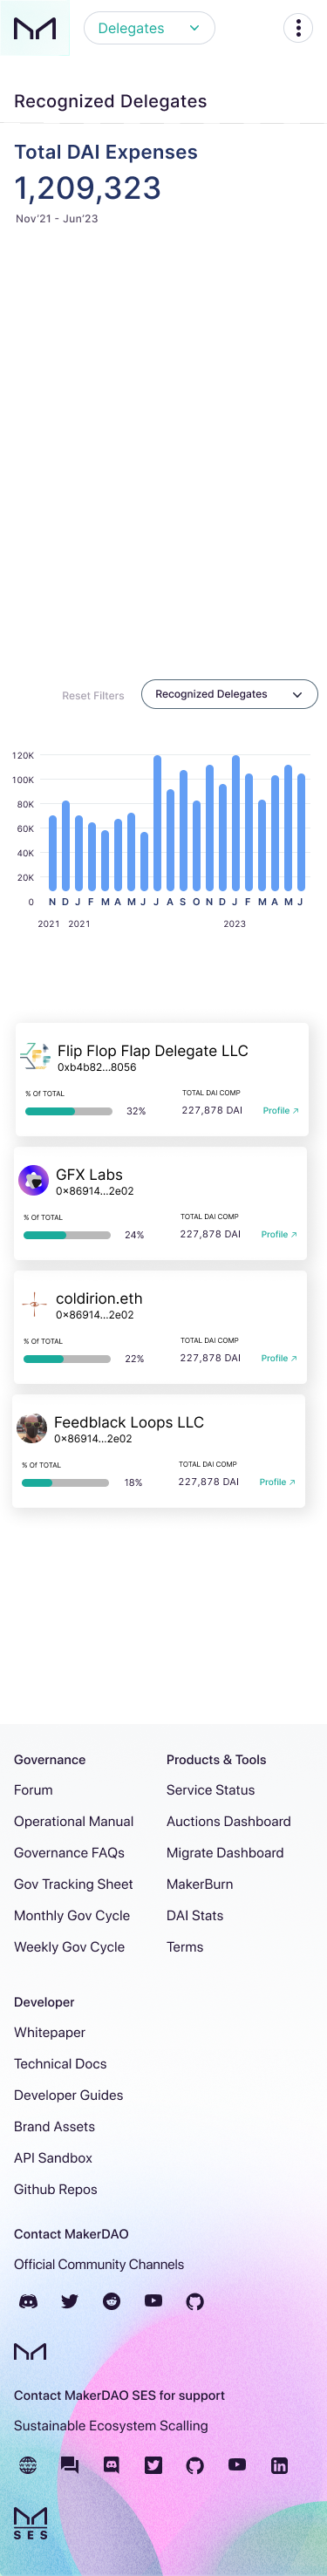 Delegates
Recognized Delegates
Total DAI Expenses
1,209,323
Nov'21 - Jun'23
Reset Filters
Recognized Delegates
120K
100K
80K
60K
40K
20K
0
N D J F M A M J J A S O N D J F M A M J
2021 2021 2023
Flip Flop Flap Delegate LLC
0xb4b82...8056
% Of TOTAL
TOTAL DAI COMP
32%
227,878 DAI
Profile ↗
GFX Labs
0x86914...2e02
% Of TOTAL
TOTAL DAI COMP
24%
227,878 DAI
Profile ↗
coldirion.eth
0x86914...2e02
% Of TOTAL
TOTAL DAI COMP
22%
227,878 DAI
Profile ↗
Feedblack Loops LLC
0x86914...2e02
% Of TOTAL
TOTAL DAI COMP
18%
227,878 DAI
Profile ↗
Governance
Forum
Operational Manual
Governance FAQs
Gov Tracking Sheet
Monthly Gov Cycle
Weekly Gov Cycle
Products & Tools
Service Status
Auctions Dashboard
Migrate Dashboard
MakerBurn
DAI Stats
Terms
Developer
Whitepaper
Technical Docs
Developer Guides
Brand Assets
API Sandbox
Github Repos
Contact MakerDAO
Official Community Channels
Contact MakerDAO SES for support
Sustainable Ecosystem Scalling
SES